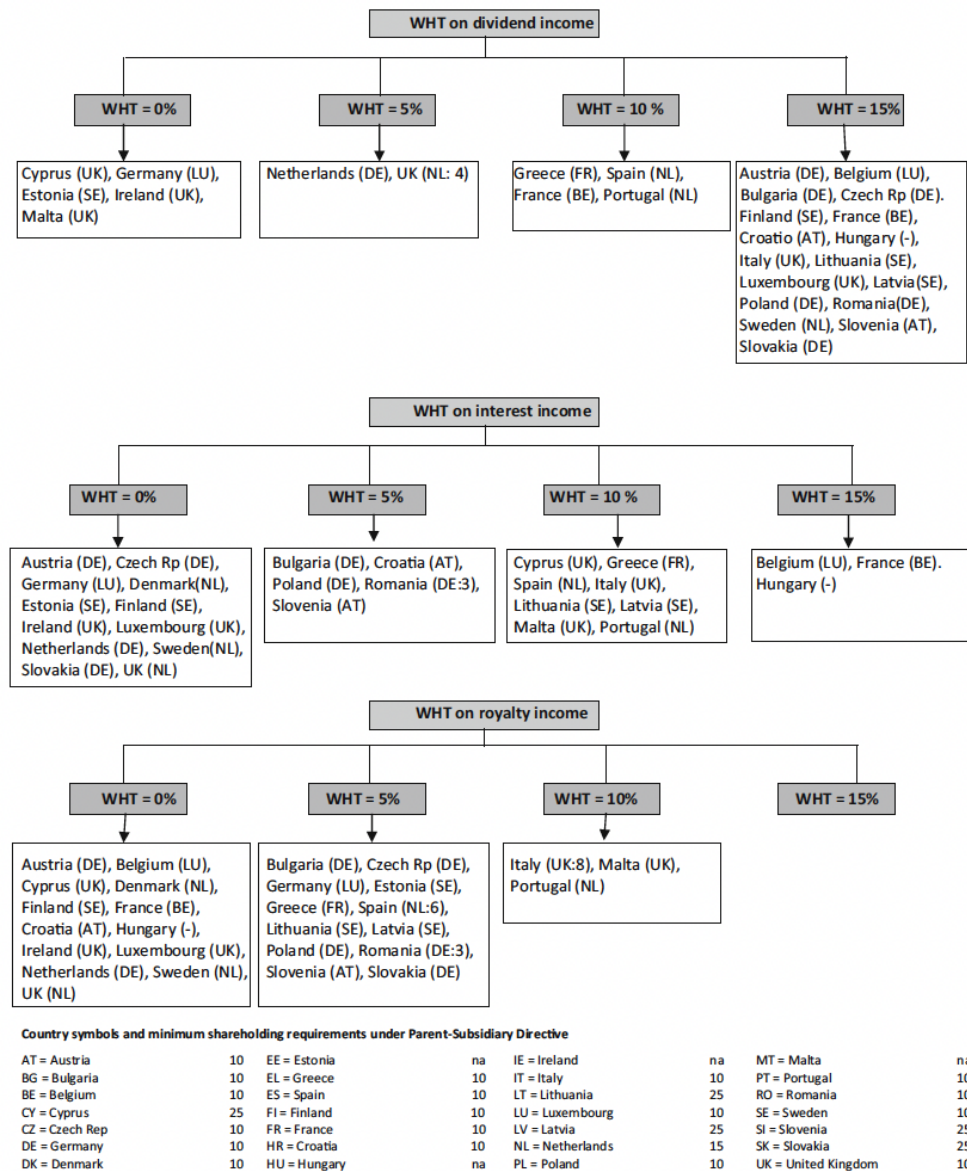 WHT on dividend income
WHT = 0%
WHT = 5%
WHT = 10 %
WHT = 15%
Cyprus (UK), Germany (LU),
Estonia (SE), Ireland (UK),
Malta (UK)
Netherlands (DE), UK (NL: 4)
Greece (FR), Spain (NL),
France (BE), Portugal (NL)
Austria (DE), Belgium (LU),
Bulgaria (DE), Czech Rp (DE).
Finland (SE), France (BE),
Croatio (AT), Hungary (-),
Italy (UK), Lithuania (SE),
Luxembourg (UK), Latvia(SE),
Poland (DE), Romania(DE),
Sweden (NL), Slovenia (AT),
Slovakia (DE)
WHT on interest income
WHT = 0%
WHT = 5%
WHT = 10 %
WHT = 15%
Austria (DE), Czech Rp (DE),
Germany (LU), Denmark(NL),
Estonia (SE), Finland (SE),
Ireland (UK), Luxembourg (UK),
Netherlands (DE), Sweden(NL),
Slovakia (DE), UK (NL)
Bulgaria (DE), Croatia (AT),
Poland (DE), Romania (DE:3),
Slovenia (AT)
Cyprus (UK), Greece (FR),
Spain (NL), Italy (UK),
Lithuania (SE), Latvia (SE),
Malta (UK), Portugal (NL)
Belgium (LU), France (BE).
Hungary (-)
WHT on royalty income
WHT = 0%
WHT = 5%
WHT = 10%
WHT = 15%
Austria (DE), Belgium (LU),
Cyprus (UK), Denmark (NL),
Finland (SE), France (BE),
Croatia (AT), Hungary (-),
Ireland (UK), Luxembourg (UK),
Netherlands (DE), Sweden (NL),
UK (NL)
Bulgaria (DE), Czech Rp (DE),
Germany (LU), Estonia (SE),
Greece (FR), Spain (NL:6),
Lithuania (SE), Latvia (SE),
Poland (DE), Romania (DE:3),
Slovenia (AT), Slovakia (DE)
Italy (UK:8), Malta (UK),
Portugal (NL)
Country symbols and minimum shareholding requirements under Parent-Subsidiary Directive
AT = Austria 10 EE = Estonia na IE = Ireland na MT = Malta
BG = Bulgaria 10 EL = Greece 10 IT = Italy 10 PT = Portugal
BE = Belgium 10 ES = Spain 10 LT = Lithuania 25 RO = Romania
CY = Cyprus 25 FI = Finland 10 LU = Luxembourg 10 SE = Sweden
CZ = Czech Rep 10 FR = France 10 LV = Latvia 25 SI = Slovenia
DE = Germany 10 HR = Croatia 10 NL = Netherlands 15 SK = Slovakia
DK = Denmark 10 HU = Hungary na PL = Poland 10 UK = United Kingdom